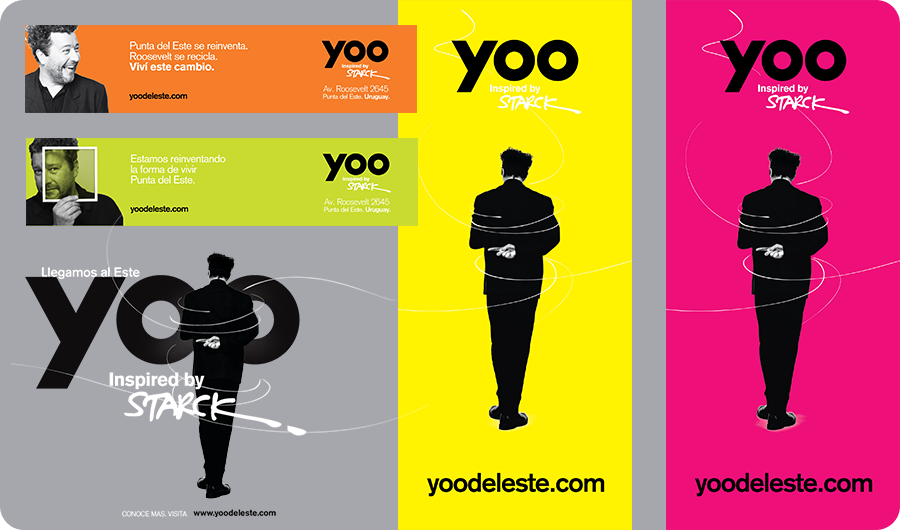 Punta del Este se reinventa.
Roosevelt se recicla.
Viví este cambio.
yoodeleste.com
yoo
Inspired by
STARCK
Av. Roosevelt 2645
Punta del Este. Uruguay.
Estamos reinventando
la forma de vivir
Punta del Este.
yoodeleste.com
yoo
Inspired by
STARCK
Av. Roosevelt 2645
Punta del Este. Uruguay.
Llegamos al Este
yoo
Inspired by
STARCK
CONOCE MAS. VISITA www.yoodeleste.com
yoo
Inspired by
STARCK
yoodeleste.com
yoo
Inspired by
STARCK
yoodeleste.com